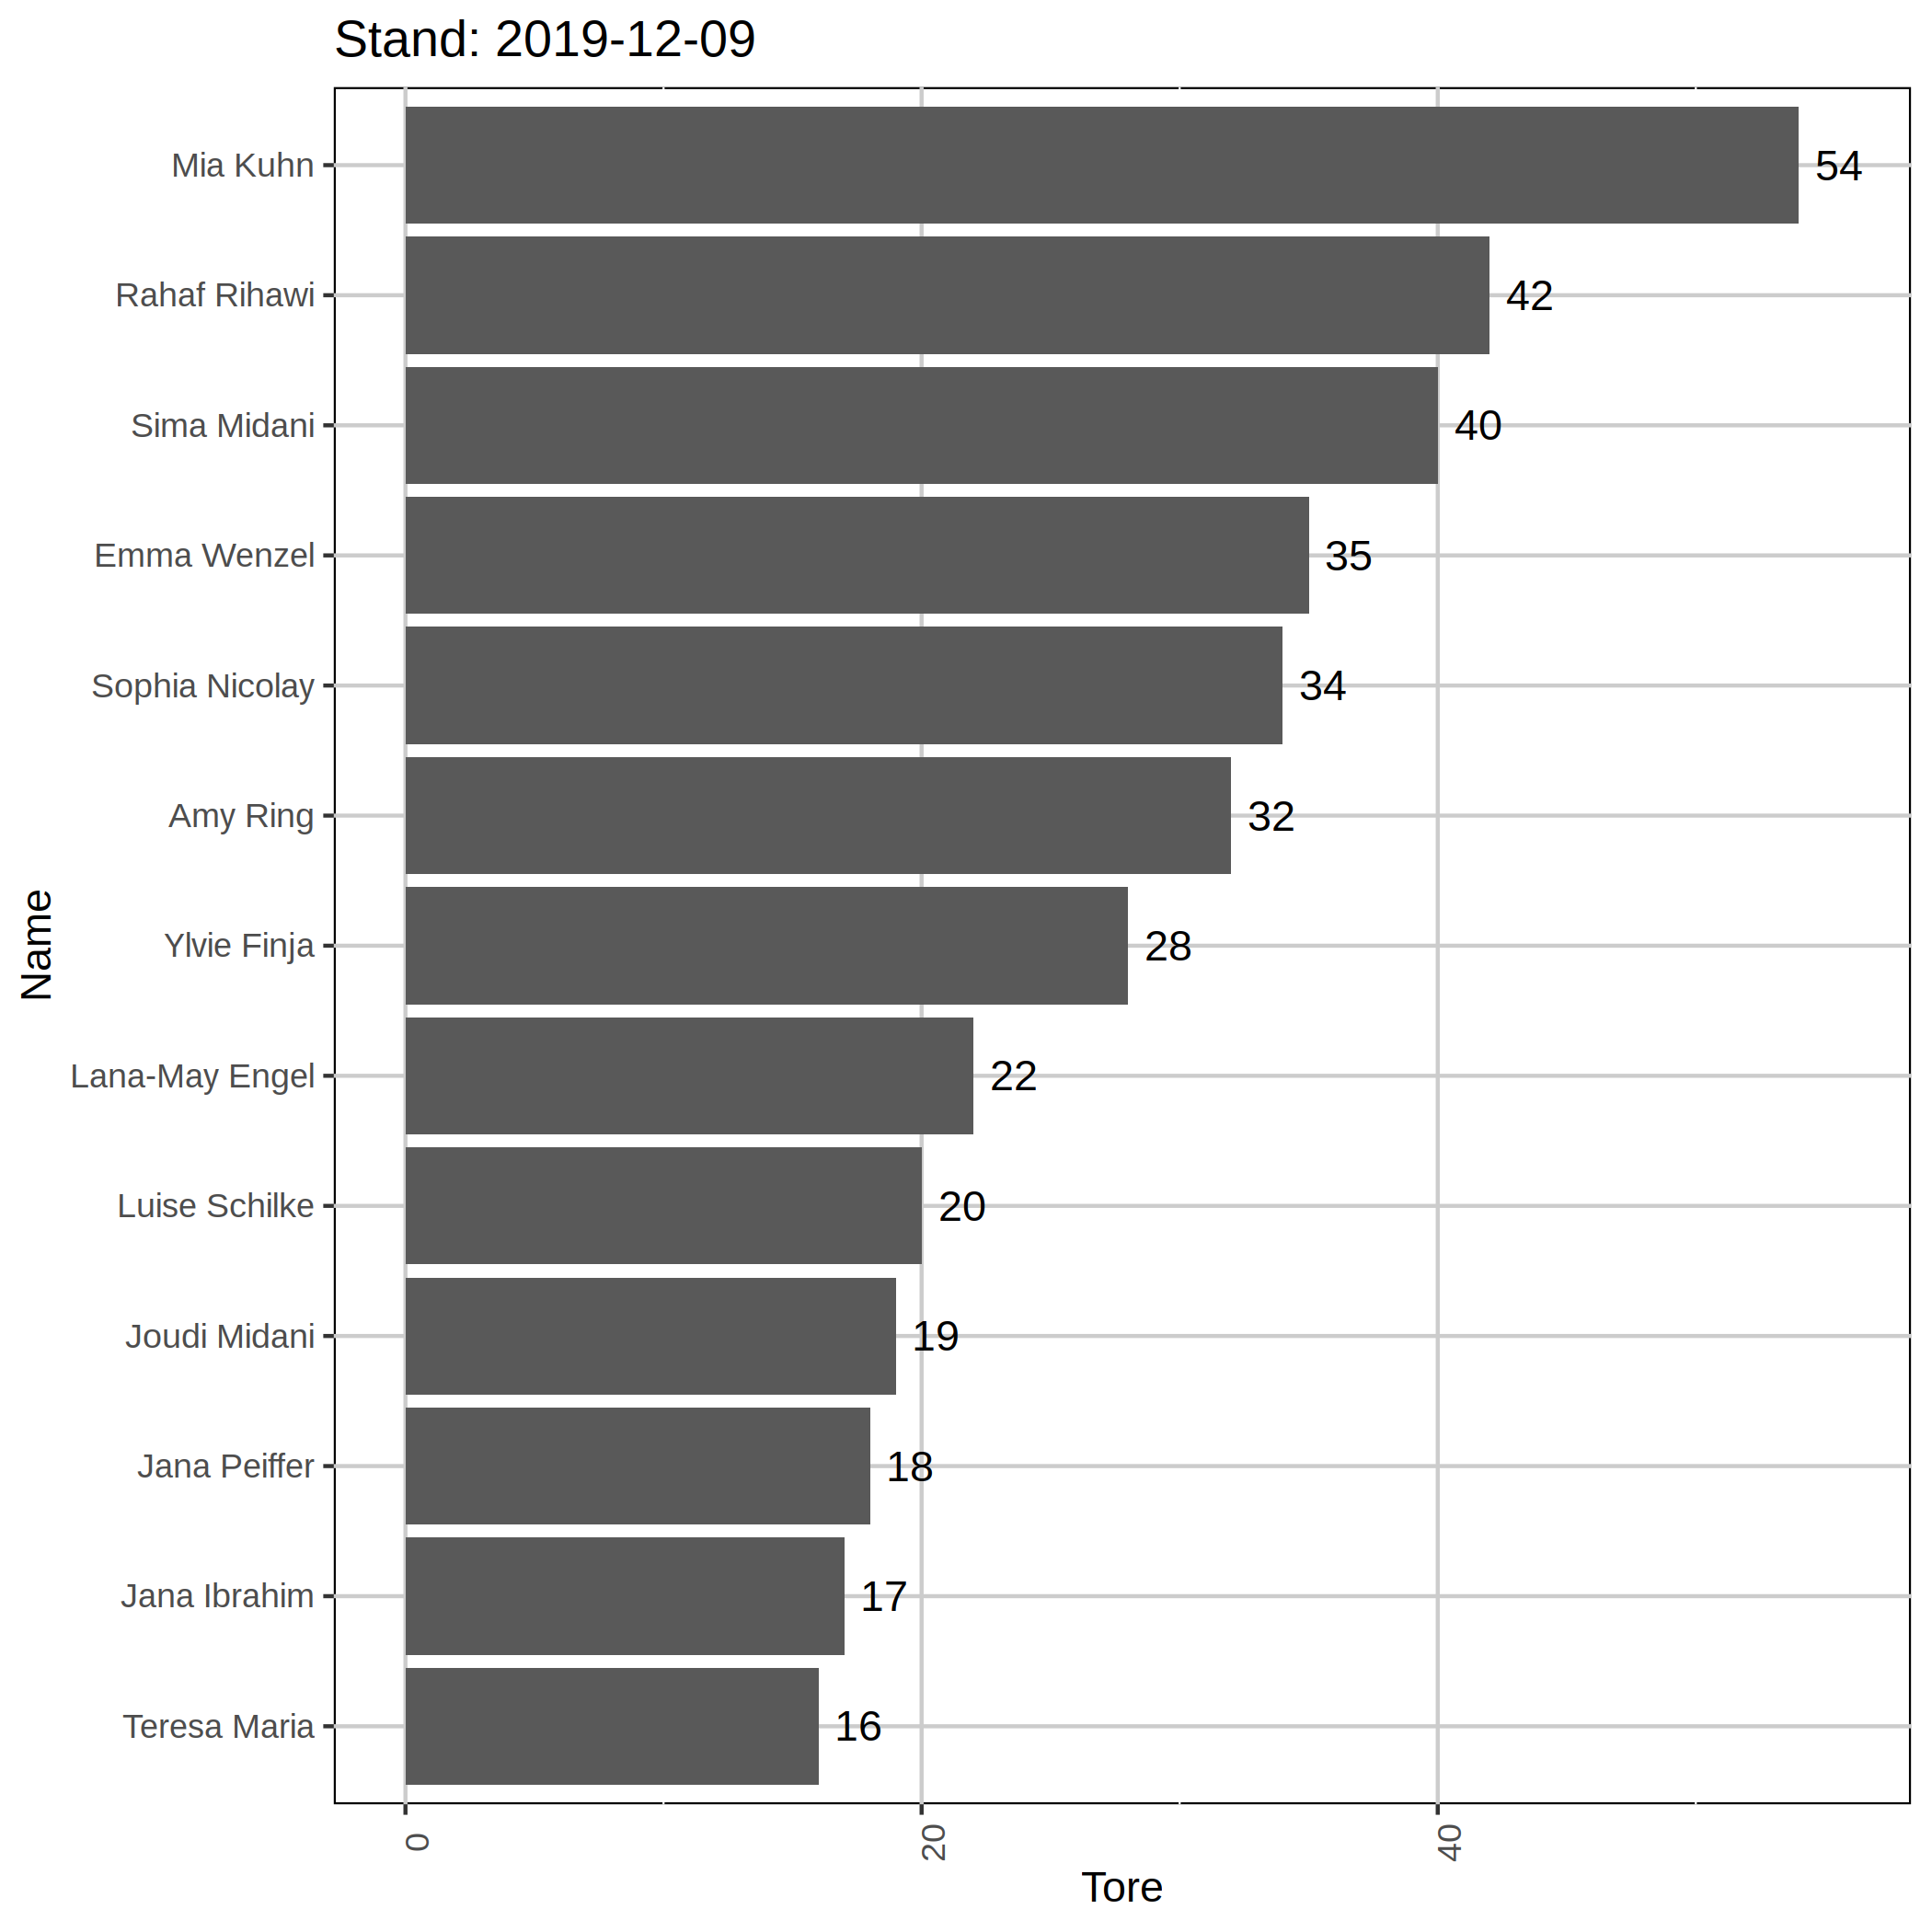 Stand: 2019-12-09
Mia Kuhn 54
Rahaf Rihawi 42
Sima Midani 40
Emma Wenzel 35
Sophia Nicolay 34
Amy Ring 32
Ylvie Finja 28
Lana-May Engel 22
Luise Schilke 20
Joudi Midani 19
Jana Peiffer 18
Jana Ibrahim 17
Teresa Maria 16
Name
0 20 40
Tore